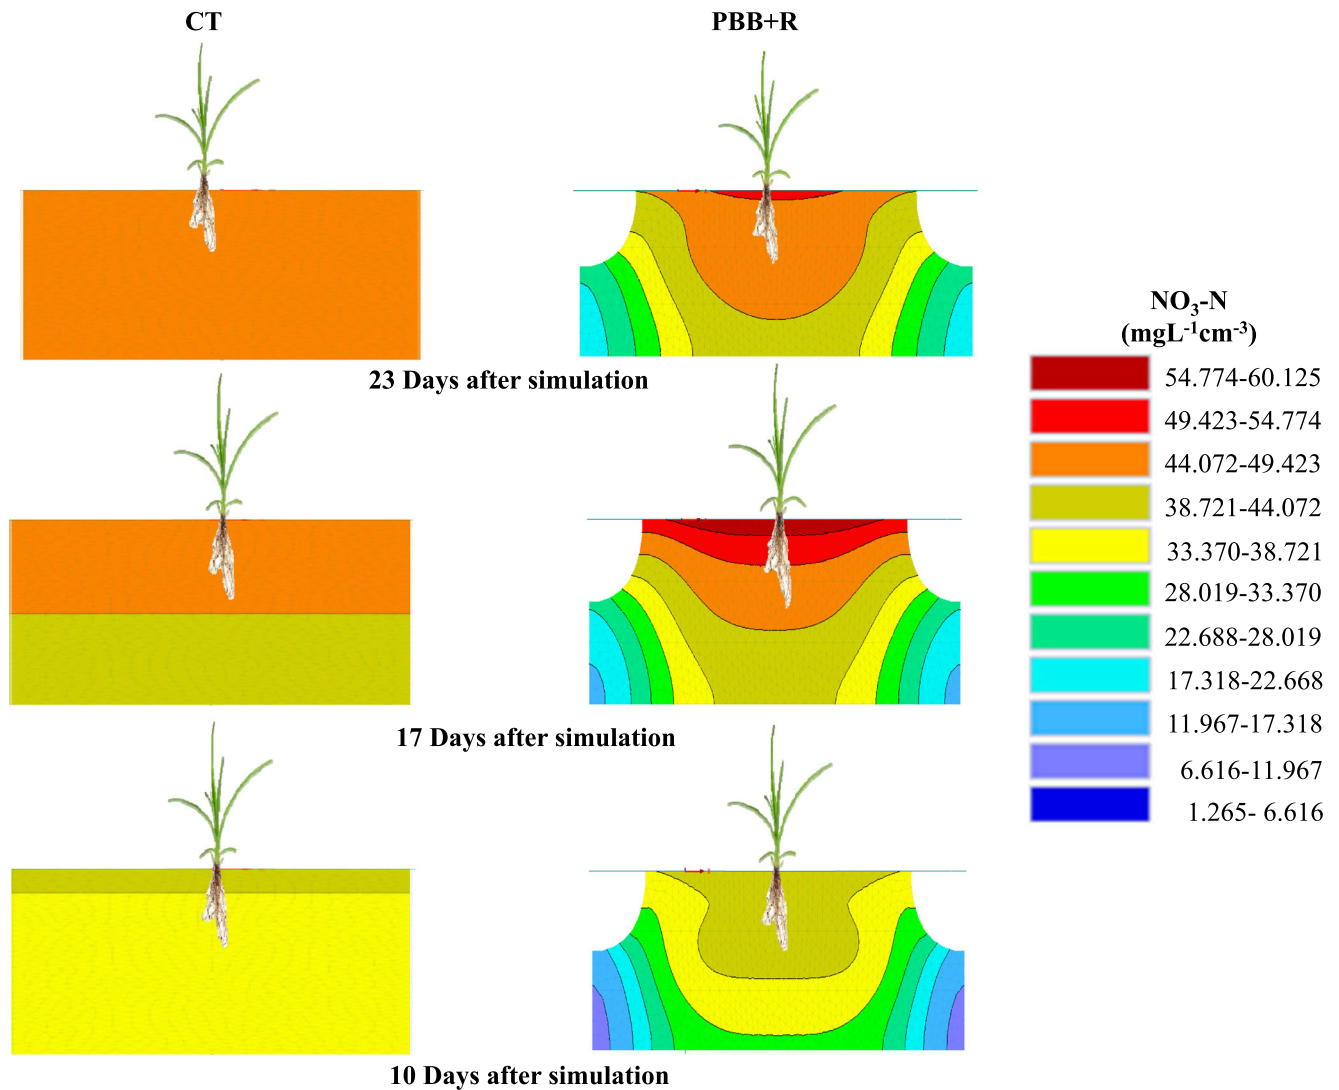 CT
PBB+R
23 Days after simulation
17 Days after simulation
10 Days after simulation
NO₃-N
(mgL⁻¹cm⁻³)
54.774-60.125
49.423-54.774
44.072-49.423
38.721-44.072
33.370-38.721
28.019-33.370
22.688-28.019
17.318-22.668
11.967-17.318
6.616-11.967
1.265- 6.616